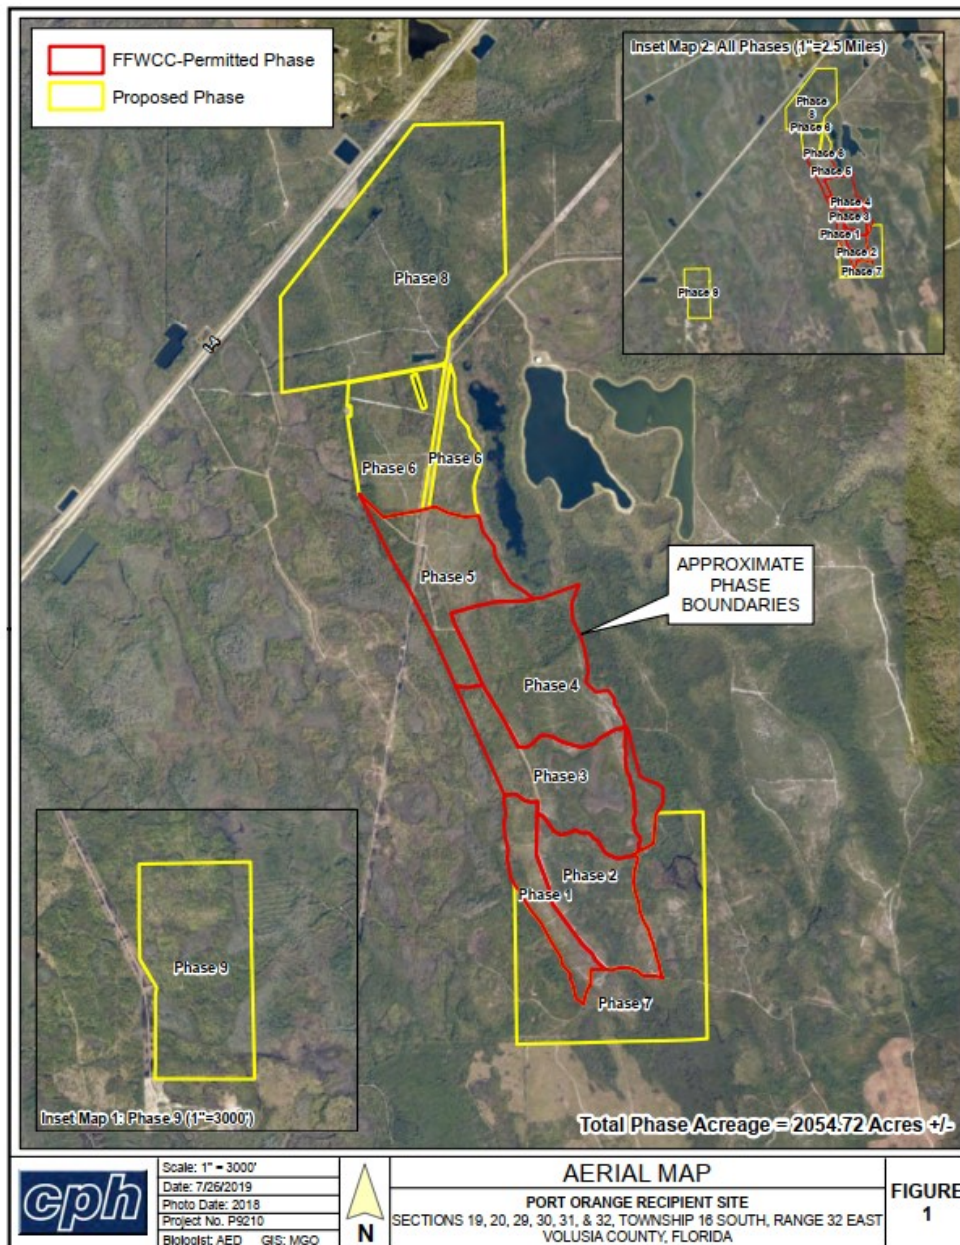 FFWCC-Permitted Phase
Proposed Phase
Inset Map 2: All Phases (1"=2.5 Miles)
Phase
8
Phase 6
Phase 6
Phase 5
Phase 4
Phase 3
Phase 1
Phase 2
Phase 7
Phase 9
Phase 8
I-4
Phase 6
Phase 6
Phase 5
APPROXIMATE
PHASE
BOUNDARIES
Phase 4
Phase 3
Phase 2
Phase 1
Phase 7
Phase 9
Inset Map 1: Phase 9 (1"=3000')
Total Phase Acreage = 2054.72 Acres +/-
cph
Scale: 1" = 3000'
Date: 7/26/2019
Photo Date: 2018
Project No. P9210
Biologist: AED GIS: MGO
N
AERIAL MAP
PORT ORANGE RECIPIENT SITE
SECTIONS 19, 20, 29, 30, 31, & 32, TOWNSHIP 16 SOUTH, RANGE 32 EAST
VOLUSIA COUNTY, FLORIDA
FIGURE
1